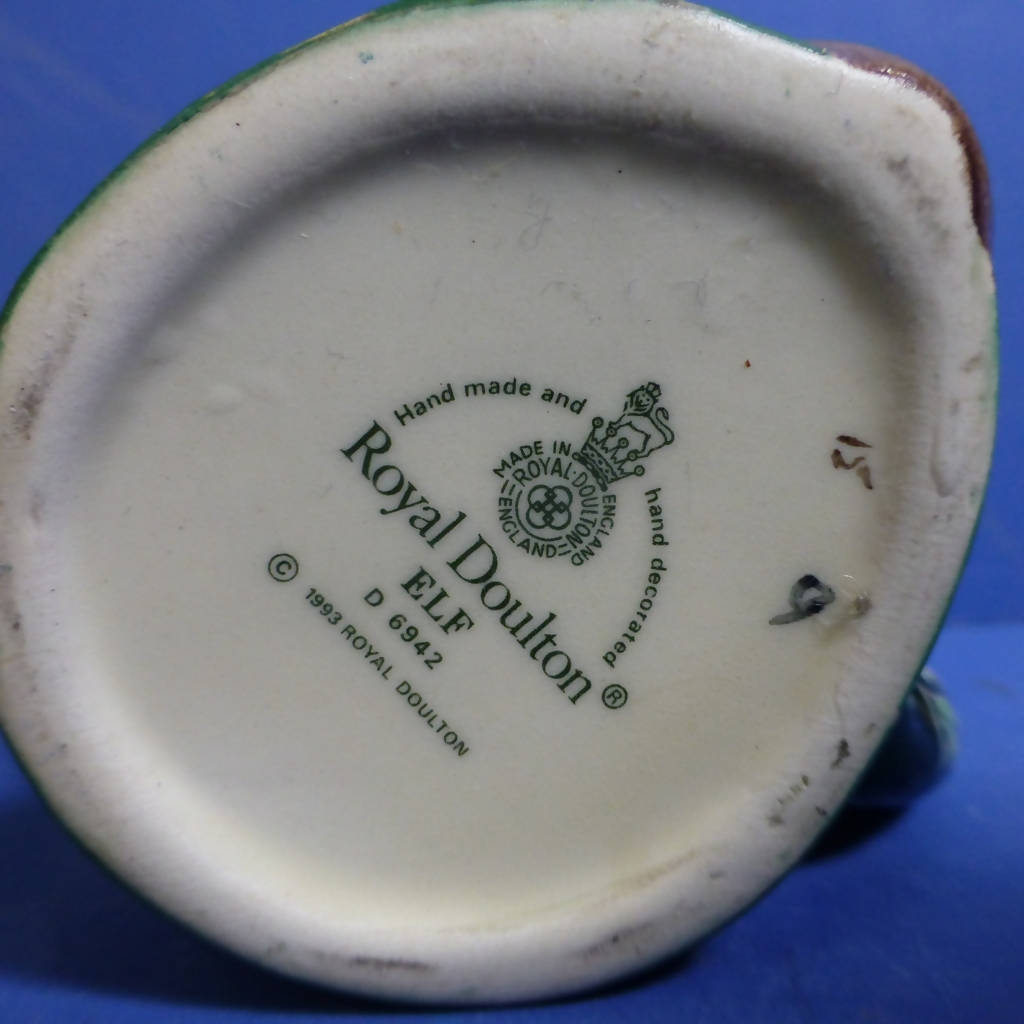 Hand made and
hand decorated
MADE IN
ENGLAND
ROYAL·DOULTON
ENGLAND
Royal Doulton ®
ELF
D 6942
© 1993 ROYAL DOULTON